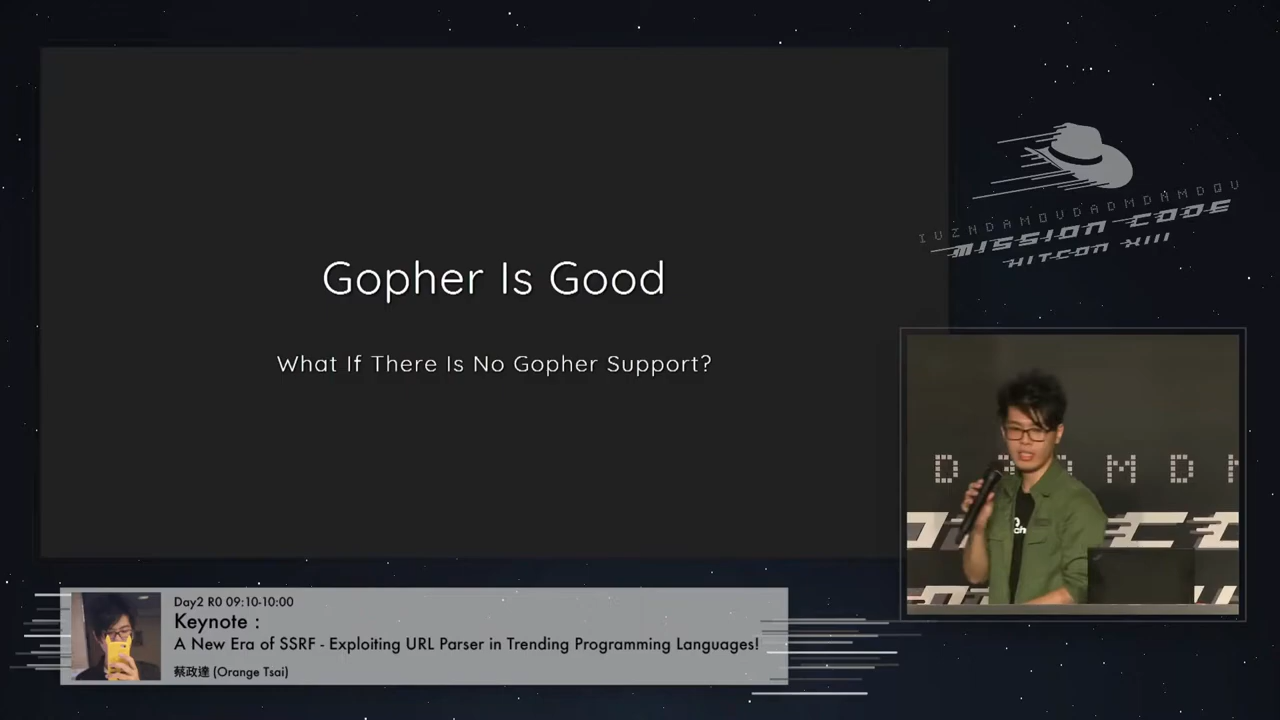 Gopher Is Good
What If There Is No Gopher Support?
IVZNDAMOVDADMDNMDQV
MISSION CODE
HITCON XIII
Day2 R0 09:10-10:00
Keynote :
A New Era of SSRF - Exploiting URL Parser in Trending Programming Languages!
蔡政達 (Orange Tsai)